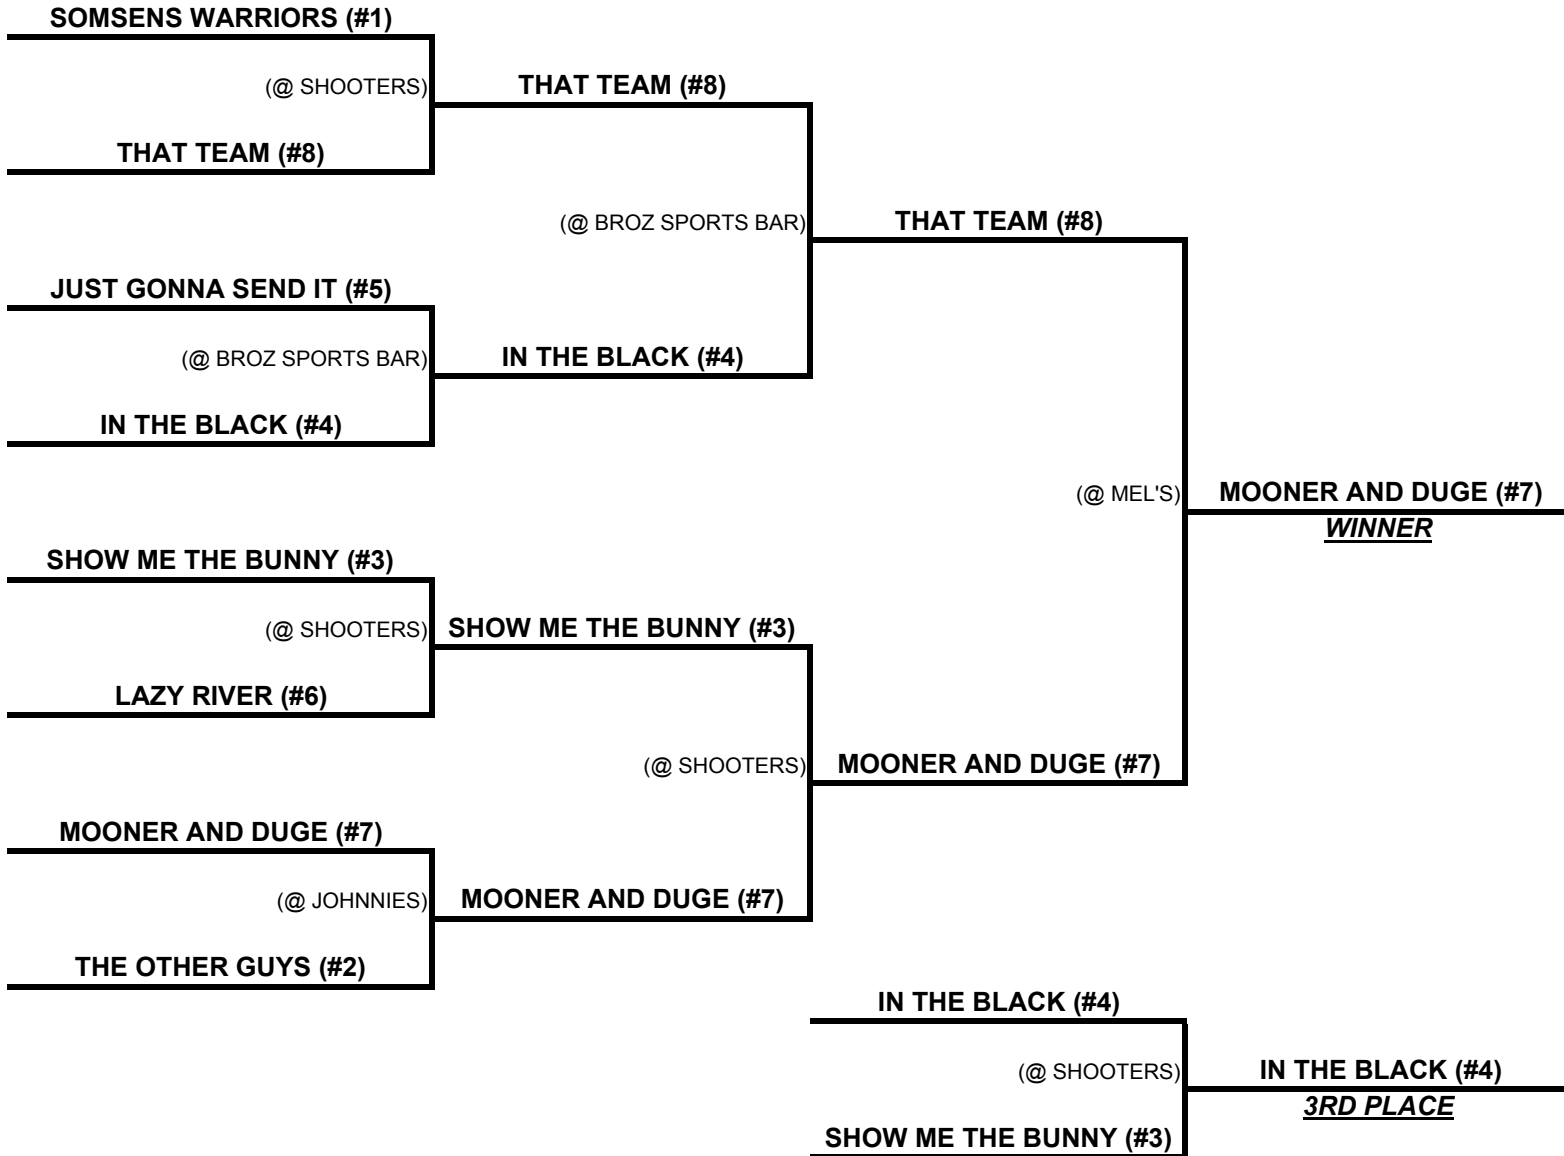 SOMSENS WARRIORS (#1)
(@ SHOOTERS)
THAT TEAM (#8)
THAT TEAM (#8)
(@ BROZ SPORTS BAR)
THAT TEAM (#8)
JUST GONNA SEND IT (#5)
(@ BROZ SPORTS BAR)
IN THE BLACK (#4)
IN THE BLACK (#4)
(@ MEL'S)
MOONER AND DUGE (#7)
WINNER
SHOW ME THE BUNNY (#3)
(@ SHOOTERS)
SHOW ME THE BUNNY (#3)
LAZY RIVER (#6)
(@ SHOOTERS)
MOONER AND DUGE (#7)
MOONER AND DUGE (#7)
(@ JOHNNIES)
MOONER AND DUGE (#7)
THE OTHER GUYS (#2)
IN THE BLACK (#4)
(@ SHOOTERS)
IN THE BLACK (#4)
3RD PLACE
SHOW ME THE BUNNY (#3)